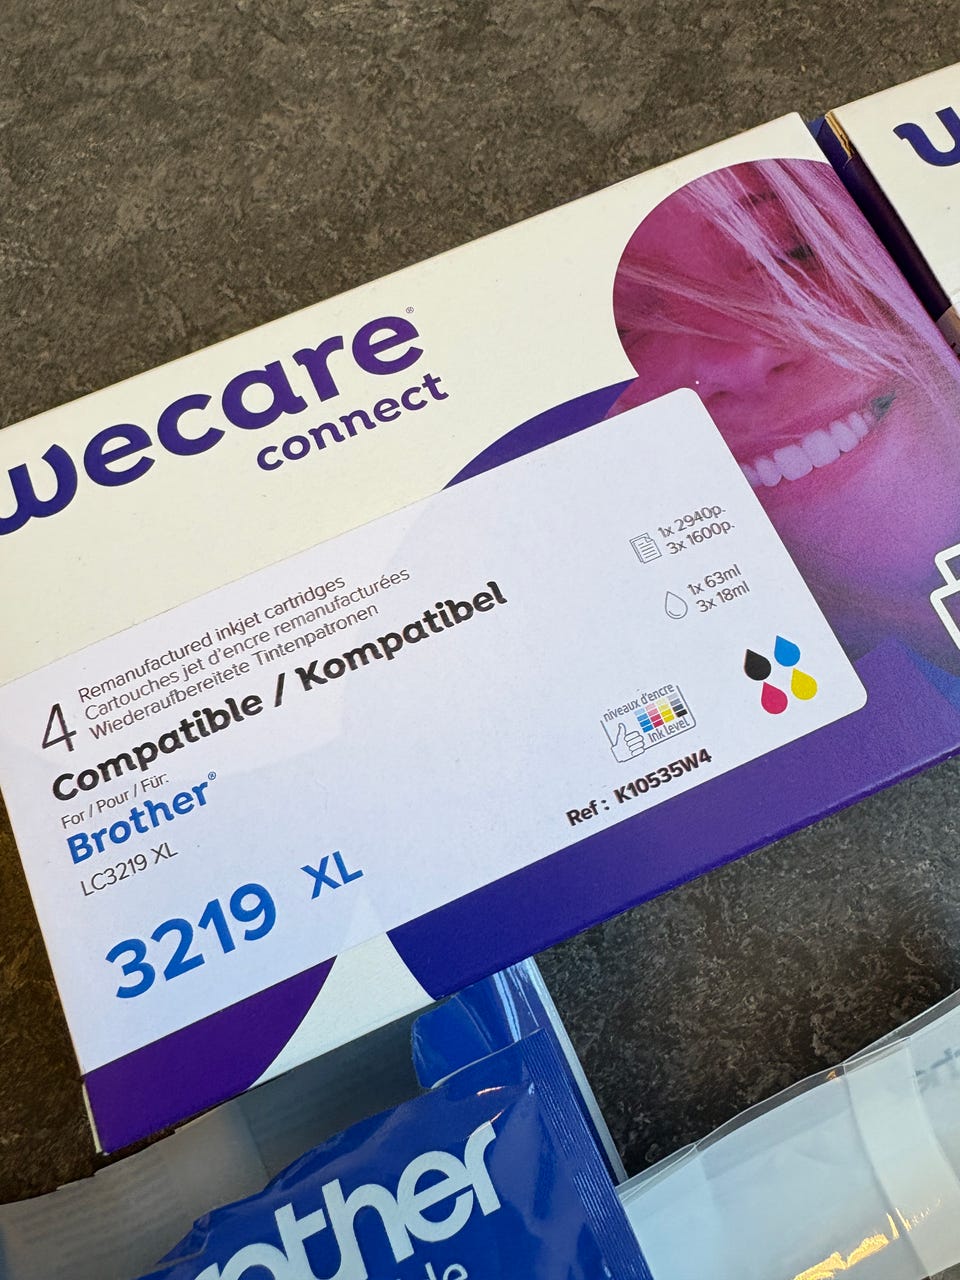 wecare®
connect
1x 2940p.
3x 1600p.
1x 63ml
3x 18ml
4
Remanufactured inkjet cartridges
Cartouches jet d'encre remanufacturées
Wiederaufbereitete Tintenpatronen
Compatible / Kompatibel
For / Pour / Für:
Brother®
LC3219 XL
3219 XL
niveaux d'encre
ink level
Ref : K10535W4